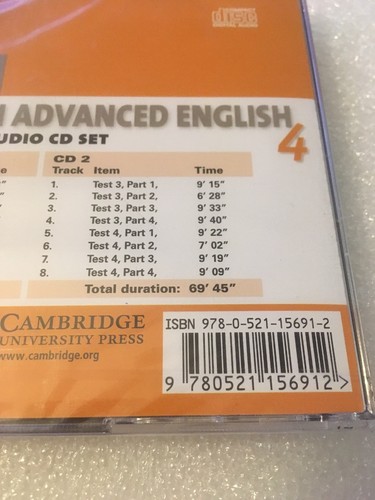 disc
ADVANCED ENGLISH
4
UDIO CD SET
CD 2
Track Item Time
1. Test 3, Part 1, 9′ 15″
2. Test 3, Part 2, 6′ 28″
3. Test 3, Part 3, 9′ 33″
4. Test 3, Part 4, 9′ 40″
5. Test 4, Part 1, 9′ 22″
6. Test 4, Part 2, 7′ 02″
7. Test 4, Part 3, 9′ 19″
8. Test 4, Part 4, 9′ 09″
Total duration: 69′ 45″
CAMBRIDGE
UNIVERSITY PRESS
www.cambridge.org
ISBN 978-0-521-15691-2
9 780521 156912 >